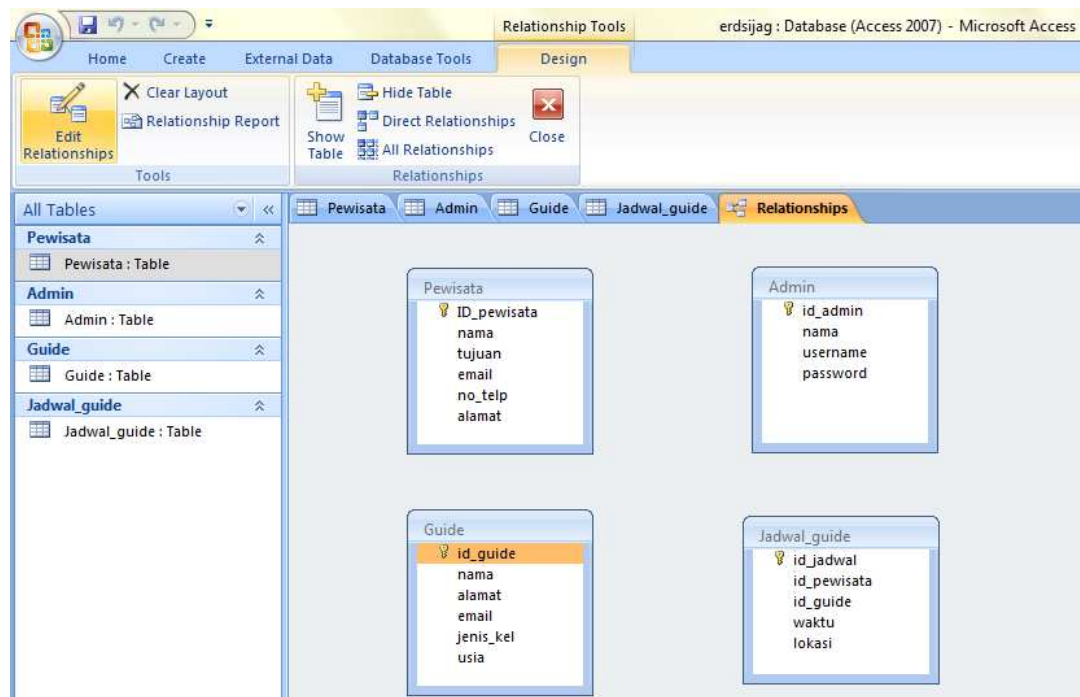 Relationship Tools
erdsijag : Database (Access 2007) - Microsoft Access
Home Create External Data Database Tools Design
Edit Relationships
Clear Layout
Relationship Report
Tools
Show Table
Hide Table
Direct Relationships
All Relationships
Close
Relationships
All Tables
Pewisata
Pewisata : Table
Admin
Admin : Table
Guide
Guide : Table
Jadwal_guide
Jadwal_guide : Table
Pewisata Admin Guide Jadwal_guide Relationships
Pewisata
ID_pewisata
nama
tujuan
email
no_telp
alamat
Admin
id_admin
nama
username
password
Guide
id_guide
nama
alamat
email
jenis_kel
usia
Jadwal_guide
id_jadwal
id_pewisata
id_guide
waktu
lokasi